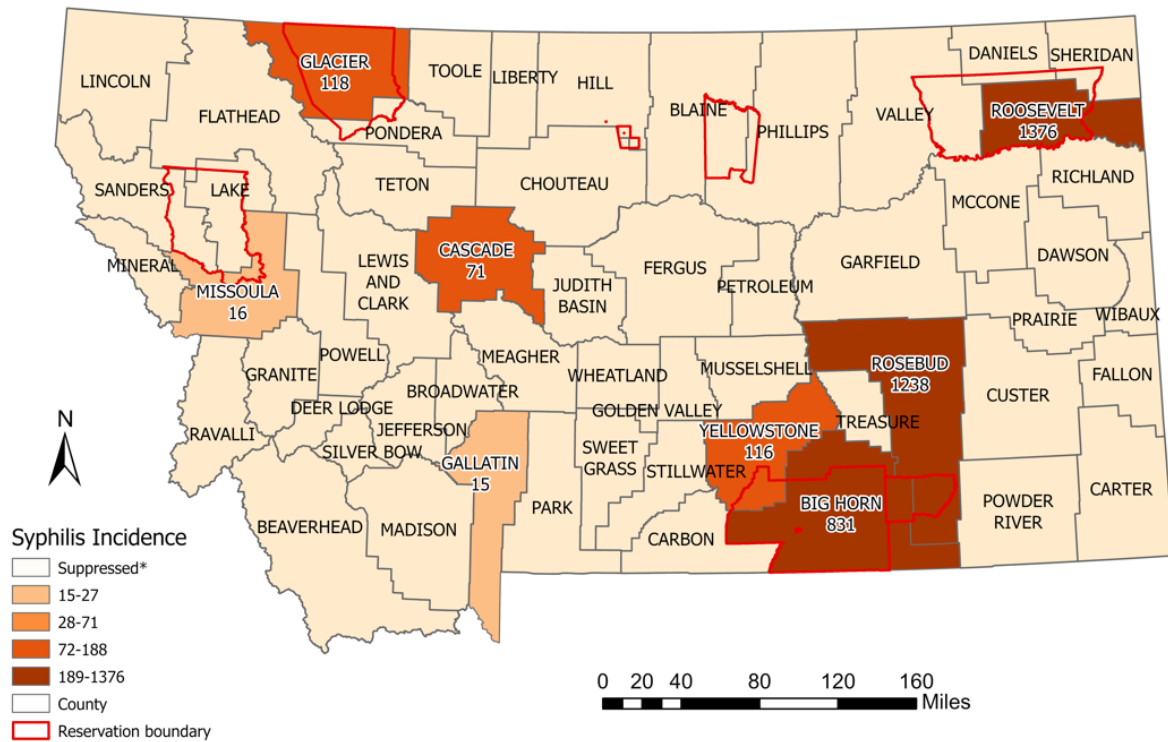 LINCOLN
GLACIER
118
TOOLE
LIBERTY
HILL
BLAINE
PHILLIPS
VALLEY
DANIELS
SHERIDAN
ROOSEVELT
1376
FLATHEAD
PONDERA
SANDERS
LAKE
TETON
CHOUTEAU
RICHLAND
MCCONE
MINERAL
MISSOULA
16
LEWIS
AND
CLARK
CASCADE
71
JUDITH
BASIN
FERGUS
PETROLEUM
GARFIELD
DAWSON
WIBAUX
PRAIRIE
POWELL
GRANITE
MEAGHER
WHEATLAND
MUSSELSHELL
ROSEBUD
1238
CUSTER
FALLON
RAVALLI
DEER LODGE
BROADWATER
JEFFERSON
SILVER BOW
GOLDEN VALLEY
TREASURE
YELLOWSTONE
116
GALLATIN
15
SWEET
GRASS
STILLWATER
BEAVERHEAD
MADISON
PARK
CARBON
BIG HORN
831
POWDER
RIVER
CARTER
N
Syphilis Incidence
Suppressed*
15-27
28-71
72-188
189-1376
County
Reservation boundary
0 20 40 80 120 160
Miles